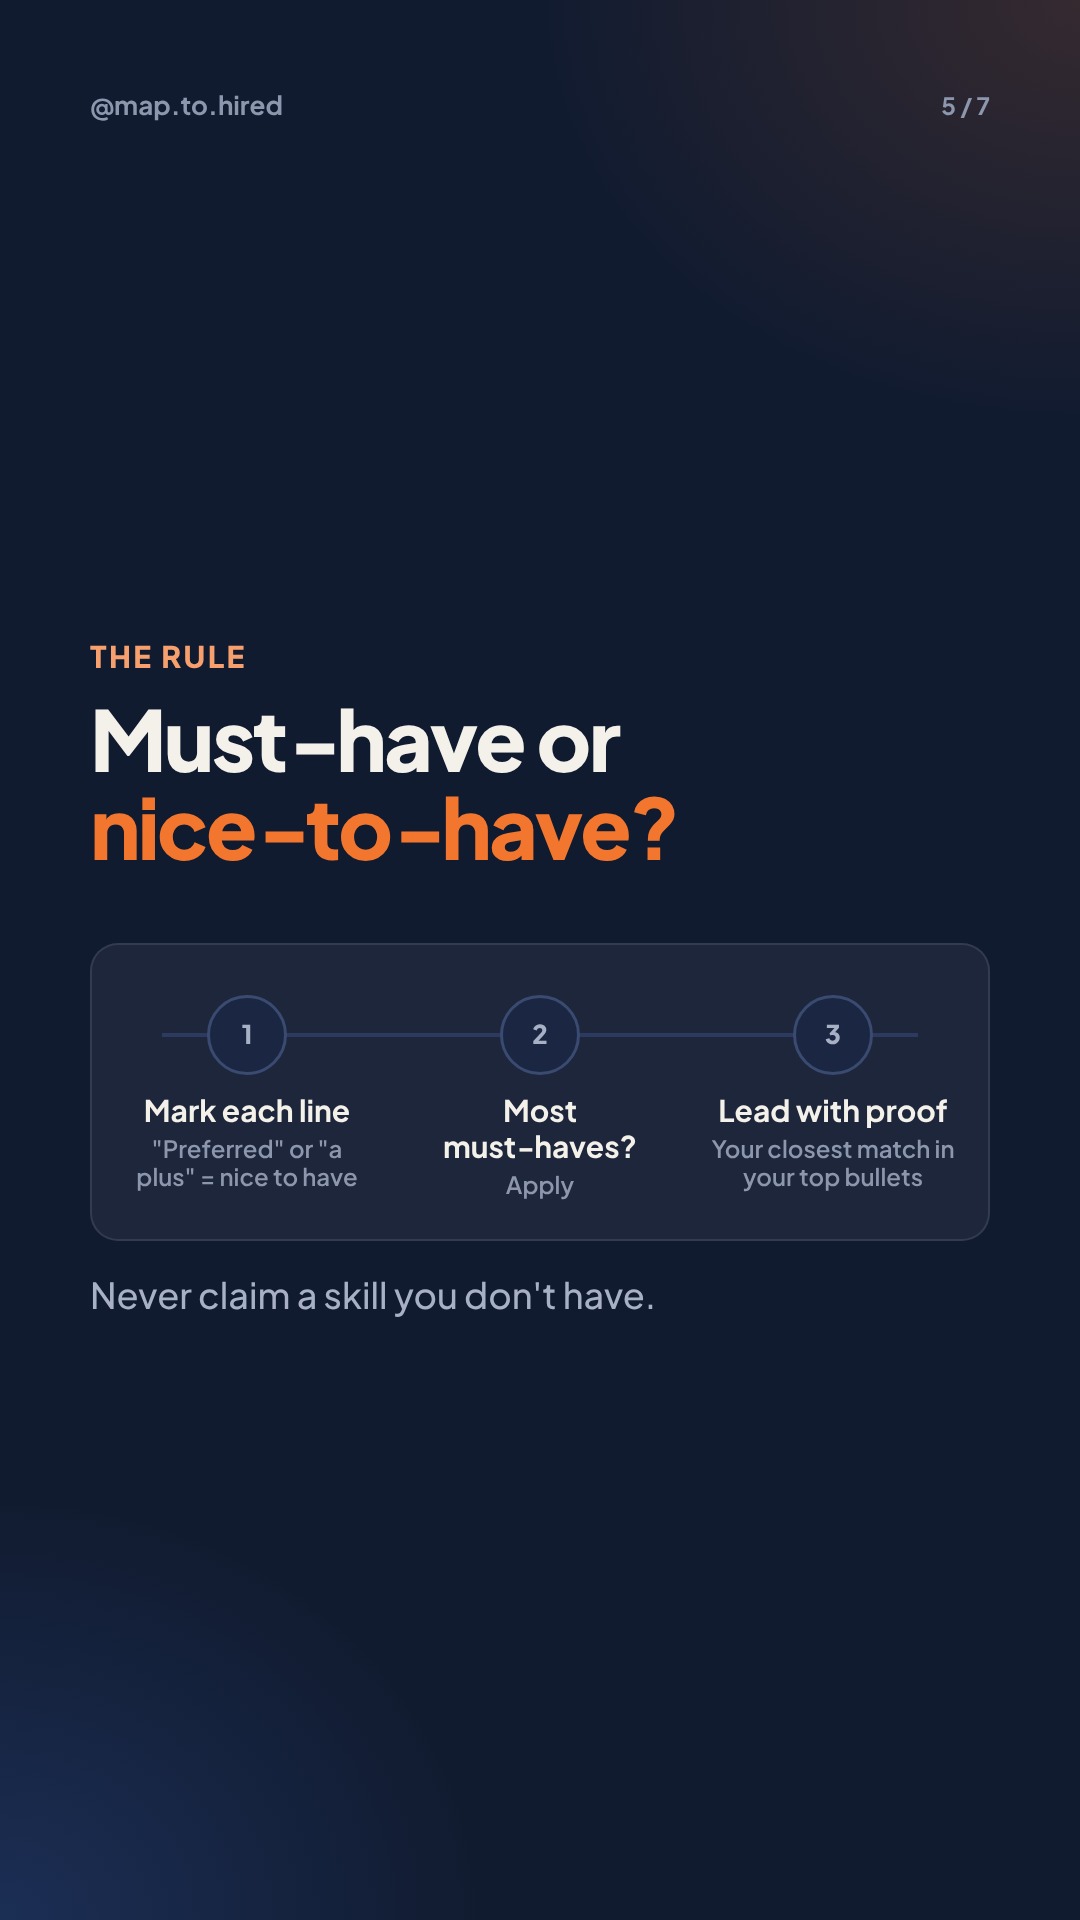 @map.to.hired
5 / 7
THE RULE
Must-have or
nice-to-have?
1
Mark each line
"Preferred" or "a
plus" = nice to have
2
Most
must-haves?
Apply
3
Lead with proof
Your closest match in
your top bullets
Never claim a skill you don't have.